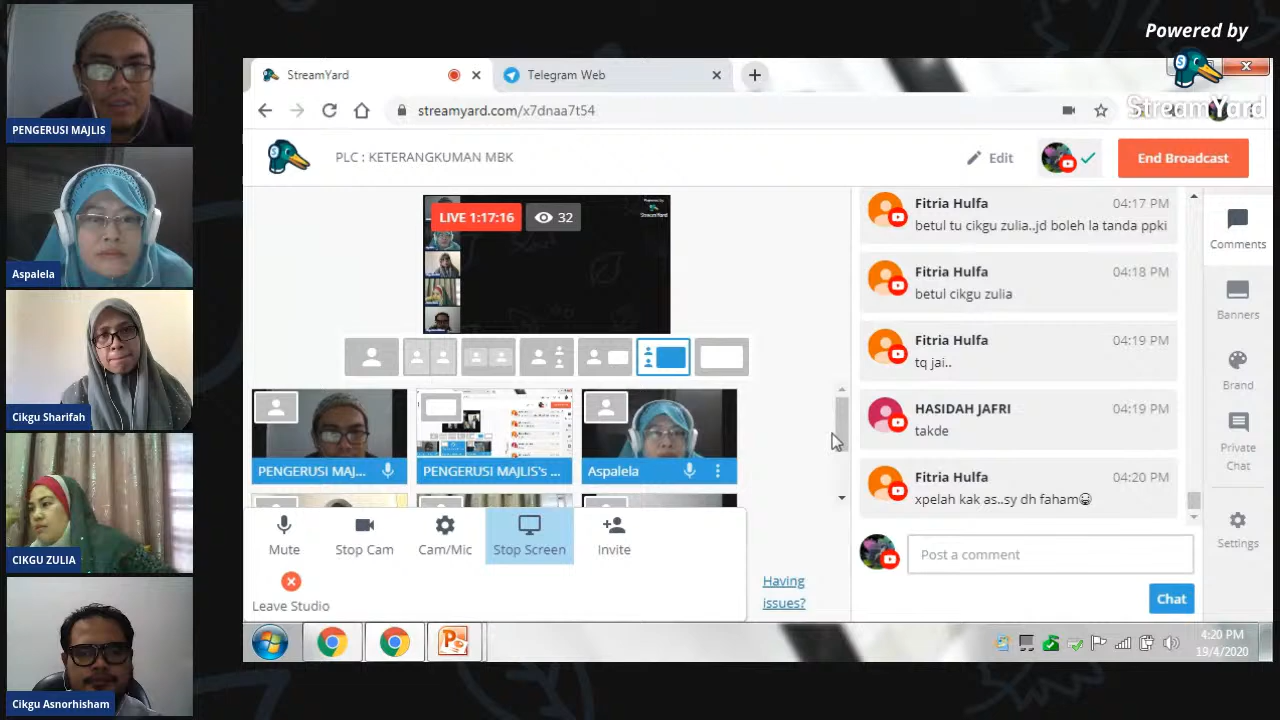 PENGERUSI MAJLIS
Aspalela
Cikgu Sharifah
CIKGU ZULIA
Cikgu Asnorhisham
Powered by
StreamYard
StreamYard
Telegram Web
streamyard.com/x7dnaa7t54
PLC : KETERANGKUMAN MBK
Edit
End Broadcast
LIVE 1:17:16
32
PENGERUSI MAJ...
PENGERUSI MAJLIS's ...
Aspalela
Mute
Stop Cam
Cam/Mic
Stop Screen
Invite
Leave Studio
Having
issues?
Fitria Hulfa 04:17 PM
betul tu cikgu zulia..jd boleh la tanda ppki
Fitria Hulfa 04:18 PM
betul cikgu zulia
Fitria Hulfa 04:19 PM
tq jai..
HASIDAH JAFRI 04:19 PM
takde
Fitria Hulfa 04:20 PM
xpelah kak as..sy dh faham😀
Post a comment
Chat
Comments
Banners
Brand
Private
Chat
Settings
4:20 PM
19/4/2020